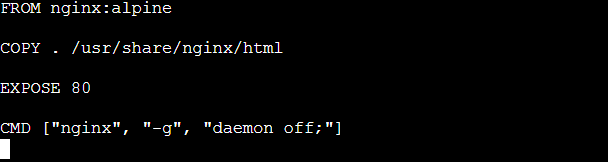 FROM nginx:alpine
COPY . /usr/share/nginx/html
EXPOSE 80
CMD ["nginx", "-g", "daemon off;"]